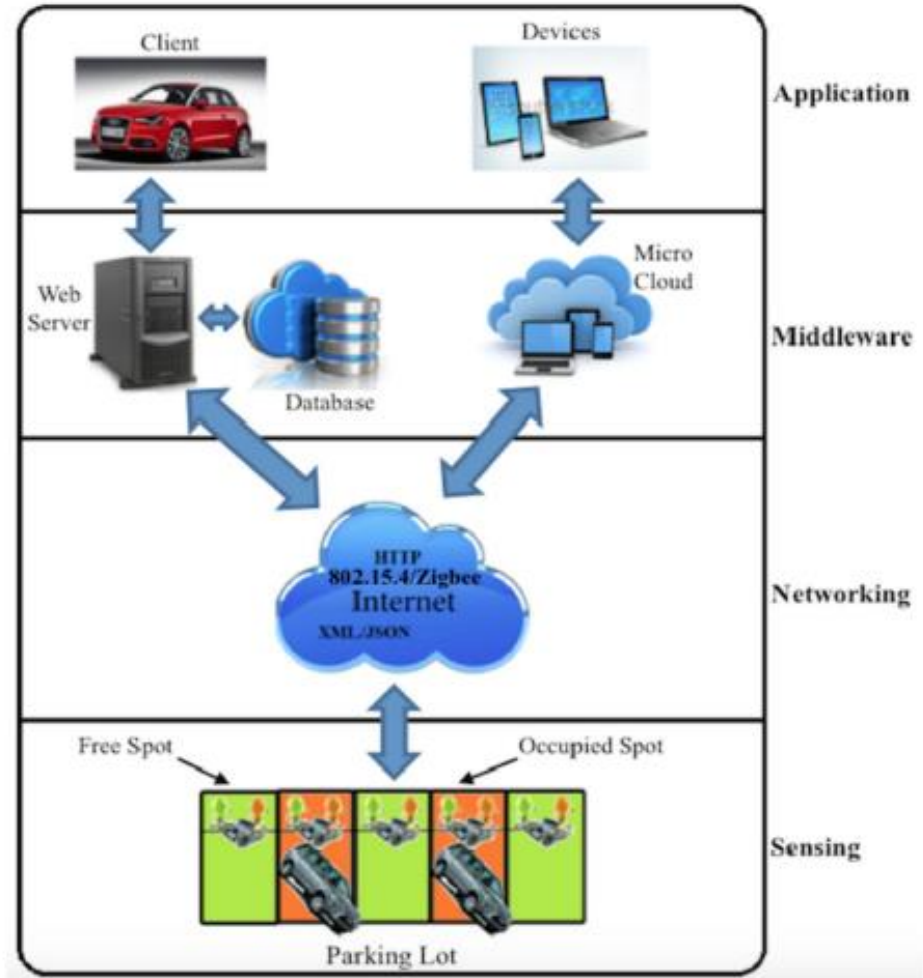 Client
Devices
Application
Web
Server
Database
Micro
Cloud
Middleware
HTTP
802.15.4/Zigbee
Internet
XML/JSON
Networking
Free Spot
Occupied Spot
Sensing
Parking Lot